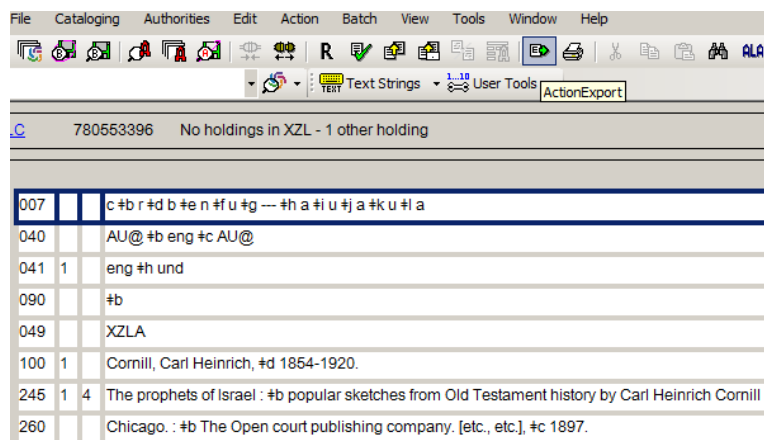 File Cataloging Authorities Edit Action Batch View Tools Window Help
R ALA
TEXT Text Strings 1...10 User Tools
ActionExport
LC 780553396 No holdings in XZL - 1 other holding
007 c ǂb r ǂd b ǂe n ǂf u ǂg --- ǂh a ǂi u ǂj a ǂk u ǂl a
040 AU@ ǂb eng ǂc AU@
041 1 eng ǂh und
090 ǂb
049 XZLA
100 1 Cornill, Carl Heinrich, ǂd 1854-1920.
245 1 4 The prophets of Israel : ǂb popular sketches from Old Testament history by Carl Heinrich Cornill
260 Chicago. : ǂb The Open court publishing company. [etc., etc.], ǂc 1897.